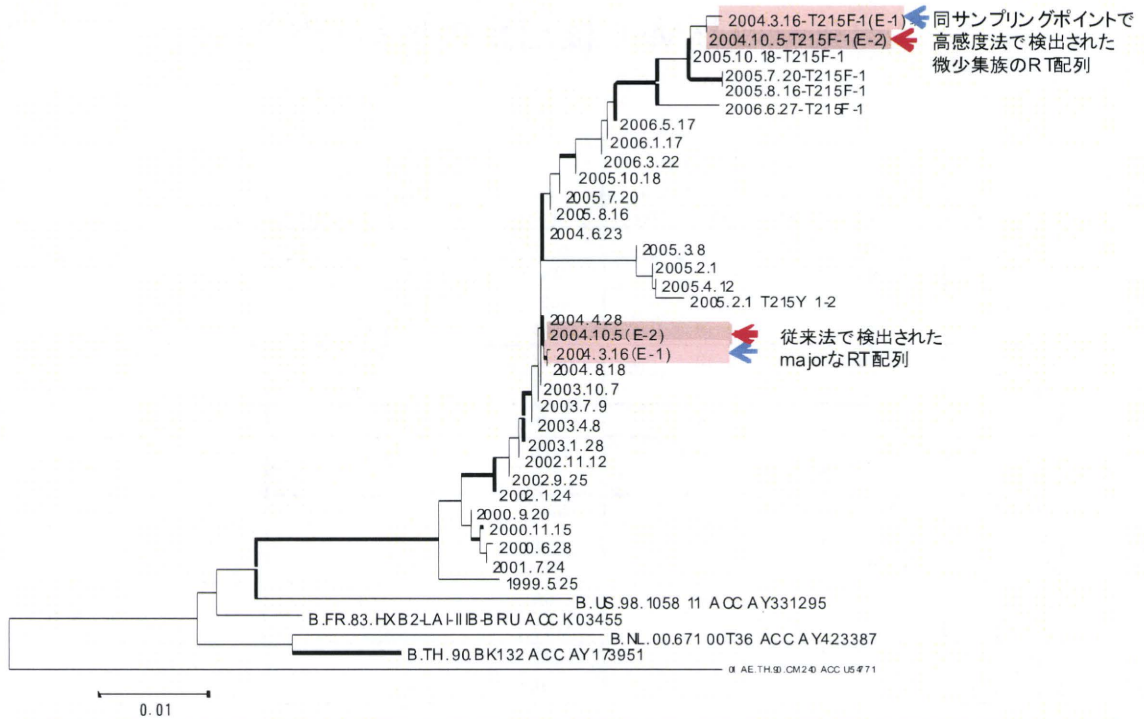 2004.3.16-T215F-1(E-1)
同サンプリングポイントで
2004.10.5-T215F-1(E-2)
高感度法で検出された
2005.10.18-T215F-1
微少集族のRT配列
2005.7.20-T215F-1
2005.8.16-T215F-1
2006.6.27-T215F-1
2006.5.17
2006.1.17
2006.3.22
2005.10.18
2005.7.20
2005.8.16
2004.6.23
2005.3.8
2005.2.1
2005.4.12
2005.2.1 T215Y 1-2
2004.4.28
2004.10.5(E-2)
従来法で検出された
2004.3.16(E-1)
majorなRT配列
2004.8.18
2003.10.7
2003.7.9
2003.4.8
2003.1.28
2002.11.12
2002.9.25
2002.1.24
2000.9.20
2000.11.15
2000.6.28
2001.7.24
1999.5.25
B.US.98.1058 11 ACC AY331295
B.FR.83.HXB2-LAI-IIIB-BRU ACC K03455
B.NL.00.671 00T36 ACC AY423387
B.TH.90.BK132 ACC AY173951
01 AE.TH.90.CM240 ACC U54771
0.01